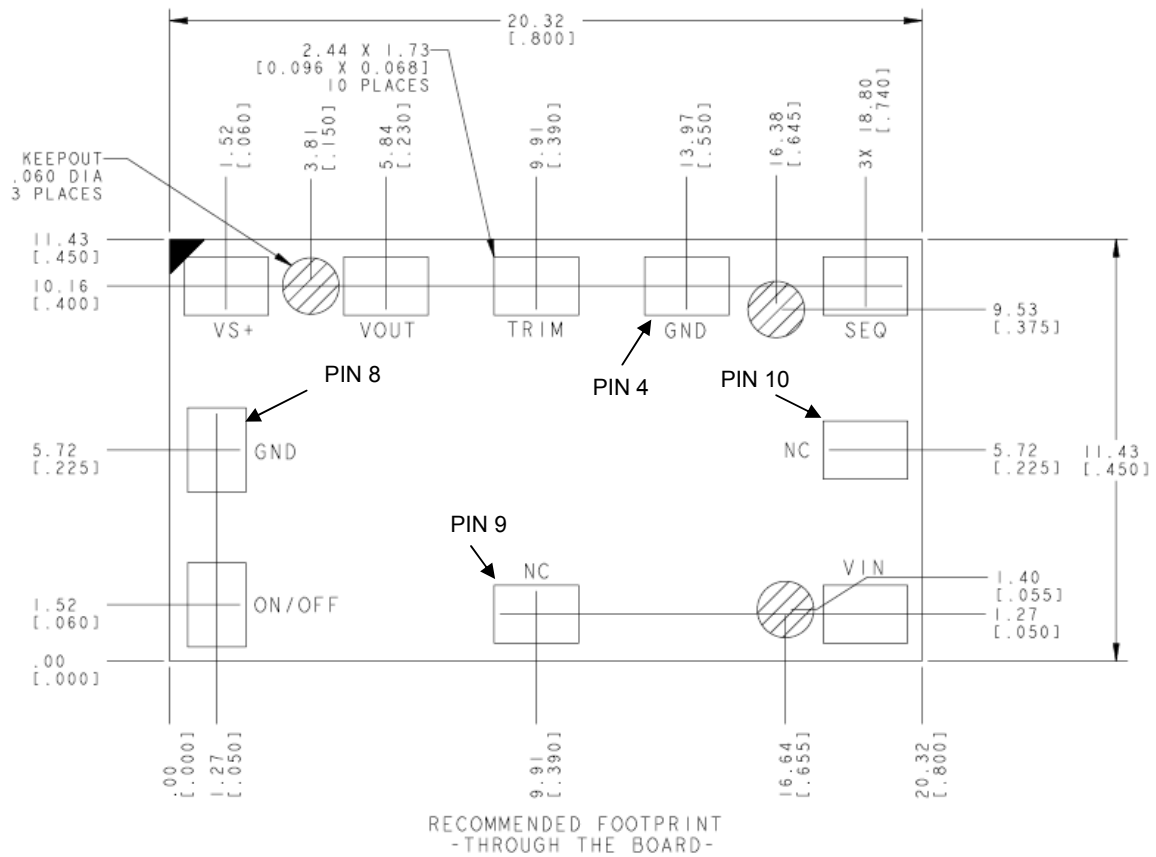 20.32
[.800]
2.44 X 1.73
[0.096 X 0.068]
10 PLACES
1.52
[.060]
3.81
[.150]
5.84
[.230]
9.91
[.390]
13.97
[.550]
16.38
[.645]
3X 18.80
[.740]
KEEPOUT
.060 DIA
3 PLACES
11.43
[.450]
10.16
[.400]
VS+
VOUT
TRIM
GND
SEQ
9.53
[.375]
PIN 8
PIN 4
PIN 10
5.72
[.225]
GND
NC
5.72
[.225]
11.43
[.450]
PIN 9
NC
VIN
1.52
[.060]
ON/OFF
1.40
[.055]
1.27
[.050]
.00
[.000]
.00
[.000]
1.27
[.050]
9.91
[.390]
16.64
[.655]
20.32
[.800]
RECOMMENDED FOOTPRINT
-THROUGH THE BOARD-